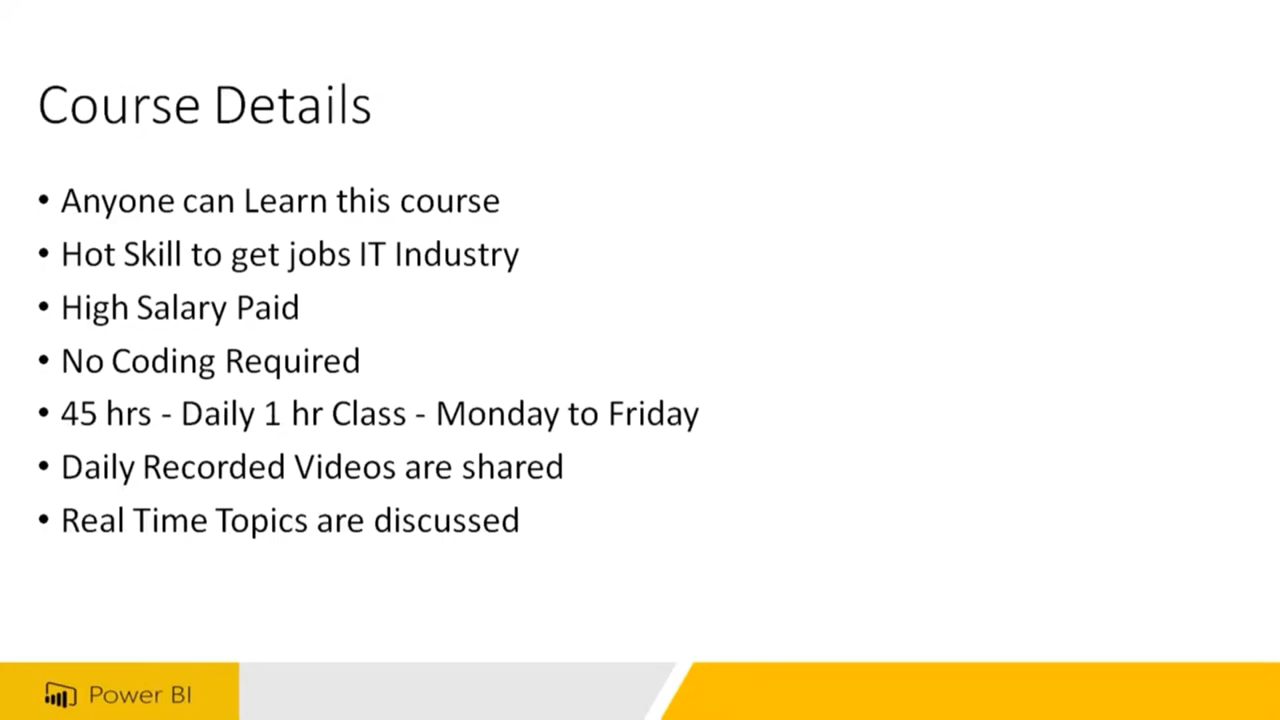 Course Details
• Anyone can Learn this course
• Hot Skill to get jobs IT Industry
• High Salary Paid
• No Coding Required
• 45 hrs - Daily 1 hr Class - Monday to Friday
• Daily Recorded Videos are shared
• Real Time Topics are discussed
Power BI